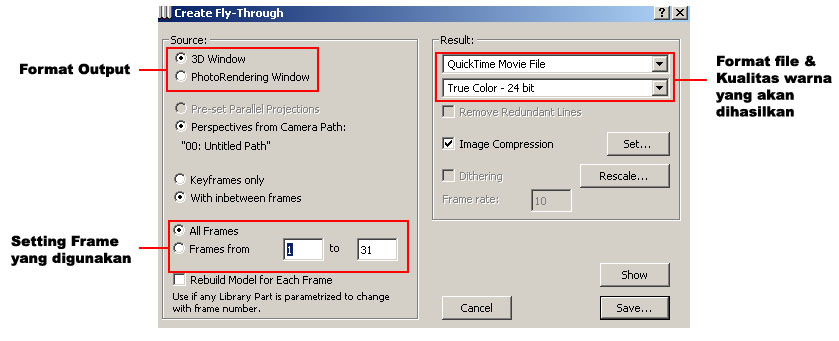 Create Fly-Through
Format Output
Source:
3D Window
PhotoRendering Window
Pre-set Parallel Projections
Perspectives from Camera Path:
"00: Untitled Path"
Keyframes only
With inbetween frames
Setting Frame
yang digunakan
All Frames
Frames from 1 to 31
Rebuild Model for Each Frame
Use if any Library Part is parametrized to change
with frame number.
Result:
QuickTime Movie File
True Color - 24 bit
Format file &
Kualitas warna
yang akan
dihasilkan
Remove Redundant Lines
Image Compression
Set...
Dithering
Rescale...
Frame rate: 10
Show
Cancel
Save...